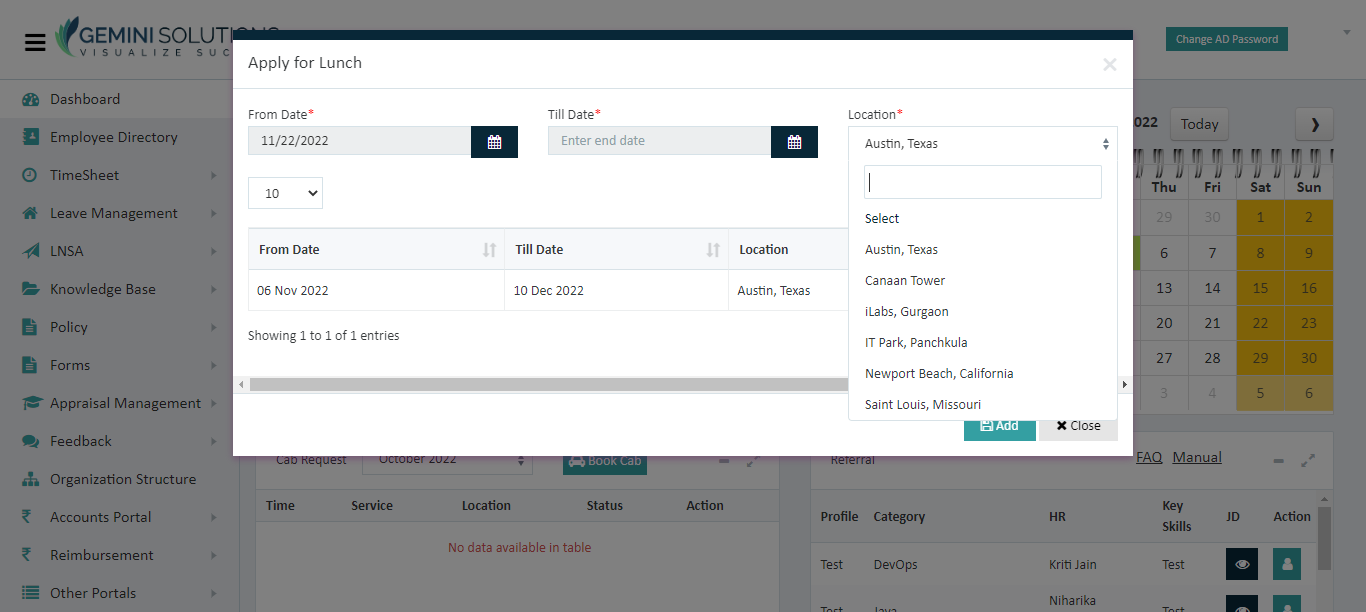 GEMINI SOLUTIONS
VISUALIZE SUC
Change AD Password
Dashboard
Employee Directory
TimeSheet
Leave Management
LNSA
Knowledge Base
Policy
Forms
Appraisal Management
Feedback
Organization Structure
Accounts Portal
Reimbursement
Other Portals
Apply for Lunch
×
From Date*
Till Date*
Location*
11/22/2022
Enter end date
Austin, Texas
10
Select
Austin, Texas
Canaan Tower
iLabs, Gurgaon
IT Park, Panchkula
Newport Beach, California
Saint Louis, Missouri
From Date Till Date Location
06 Nov 2022 10 Dec 2022 Austin, Texas
Showing 1 to 1 of 1 entries
Add Close
022 Today
Thu Fri Sat Sun
29 30 1 2
6 7 8 9
13 14 15 16
20 21 22 23
27 28 29 30
3 4 5 6
Cab Request October 2022 Book Cab
Time Service Location Status Action
No data available in table
Referral FAQ Manual
Profile Category HR Key Skills JD Action
Test DevOps Kriti Jain Test
Test Java Niharika Test